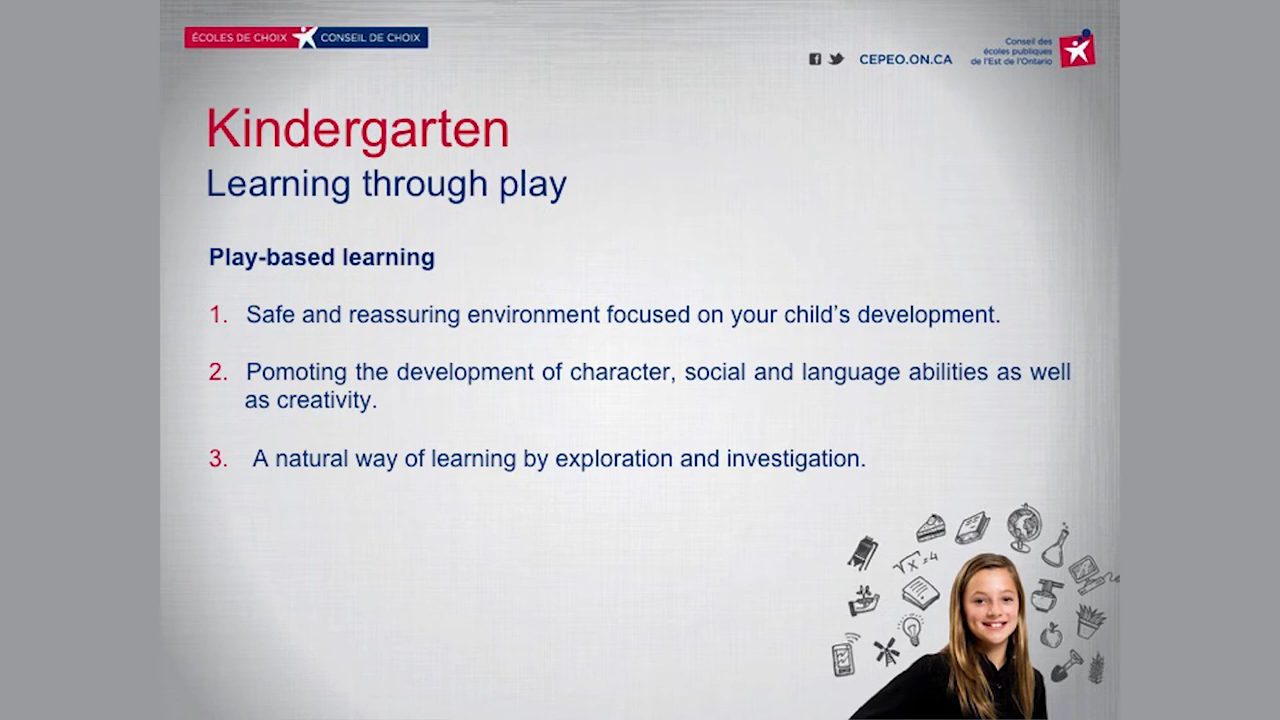 ÉCOLES DE CHOIX CONSEIL DE CHOIX
CEPEO.ON.CA
Conseil des
écoles publiques
de l'Est de l'Ontario
Kindergarten
Learning through play
Play-based learning
1. Safe and reassuring environment focused on your child's development.
2. Pomoting the development of character, social and language abilities as well
as creativity.
3. A natural way of learning by exploration and investigation.
√x =4